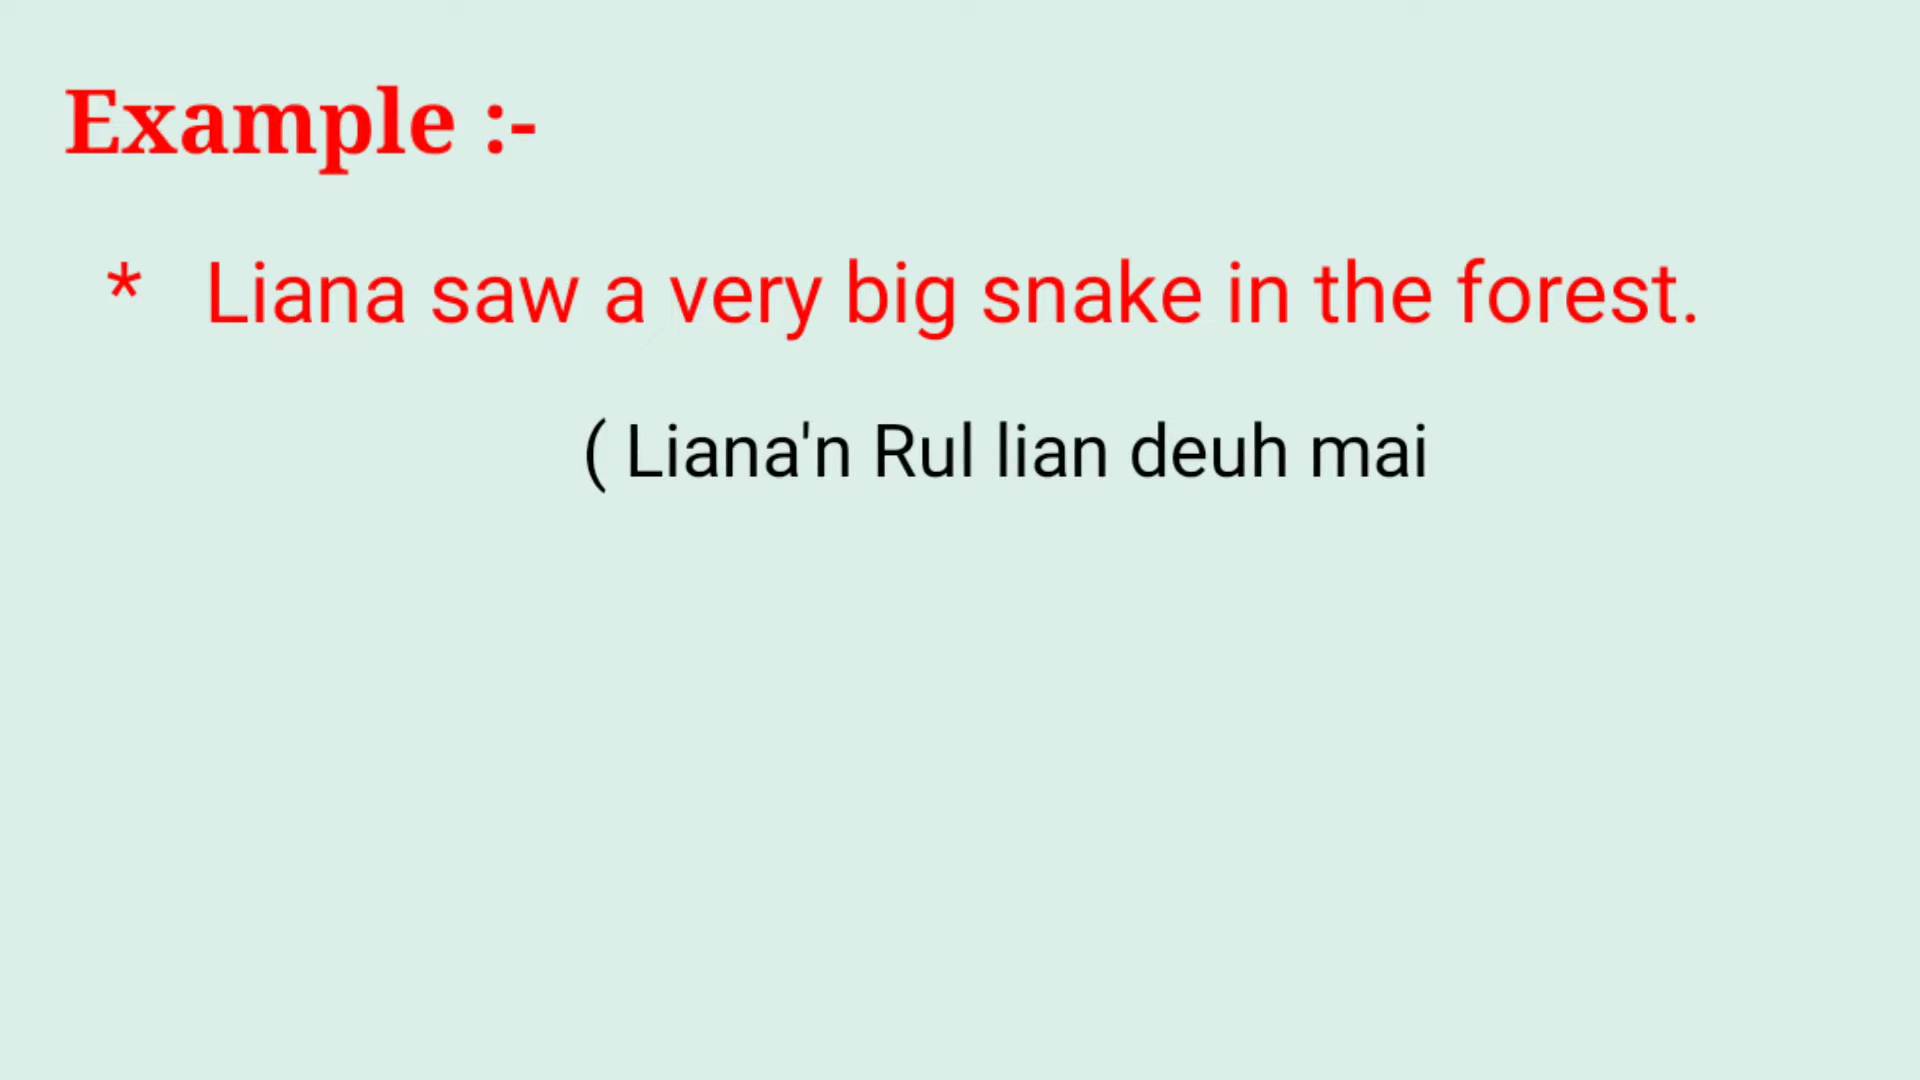 Example :-
* Liana saw a very big snake in the forest.
( Liana'n Rul lian deuh mai